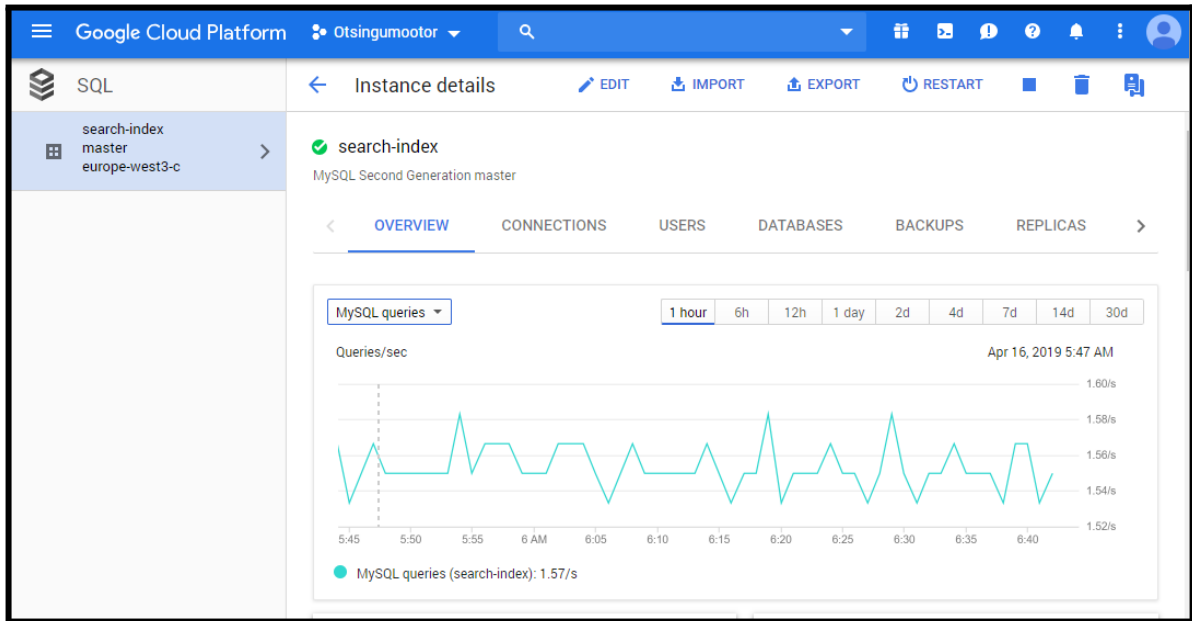 Google Cloud Platform Otsingumootor
SQL
Instance details EDIT IMPORT EXPORT RESTART
search-index
master
europe-west3-c
search-index
MySQL Second Generation master
OVERVIEW CONNECTIONS USERS DATABASES BACKUPS REPLICAS
MySQL queries 1 hour 6h 12h 1 day 2d 4d 7d 14d 30d
Queries/sec Apr 16, 2019 5:47 AM
1.60/s
1.58/s
1.56/s
1.54/s
1.52/s
5:45 5:50 5:55 6 AM 6:05 6:10 6:15 6:20 6:25 6:30 6:35 6:40
MySQL queries (search-index): 1.57/s